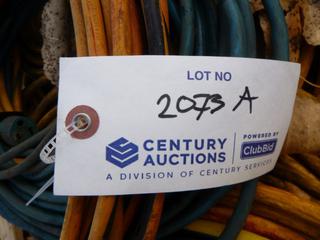 LOT NO
2073 A
CENTURY AUCTIONS
POWERED BY
ClubBid
A DIVISION OF CENTURY SERVICES